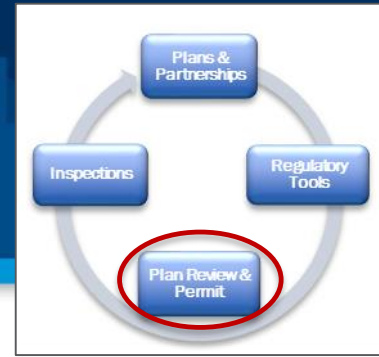 Plans &
Partnerships
Inspections
Regulatory
Tools
Plan Review &
Permit